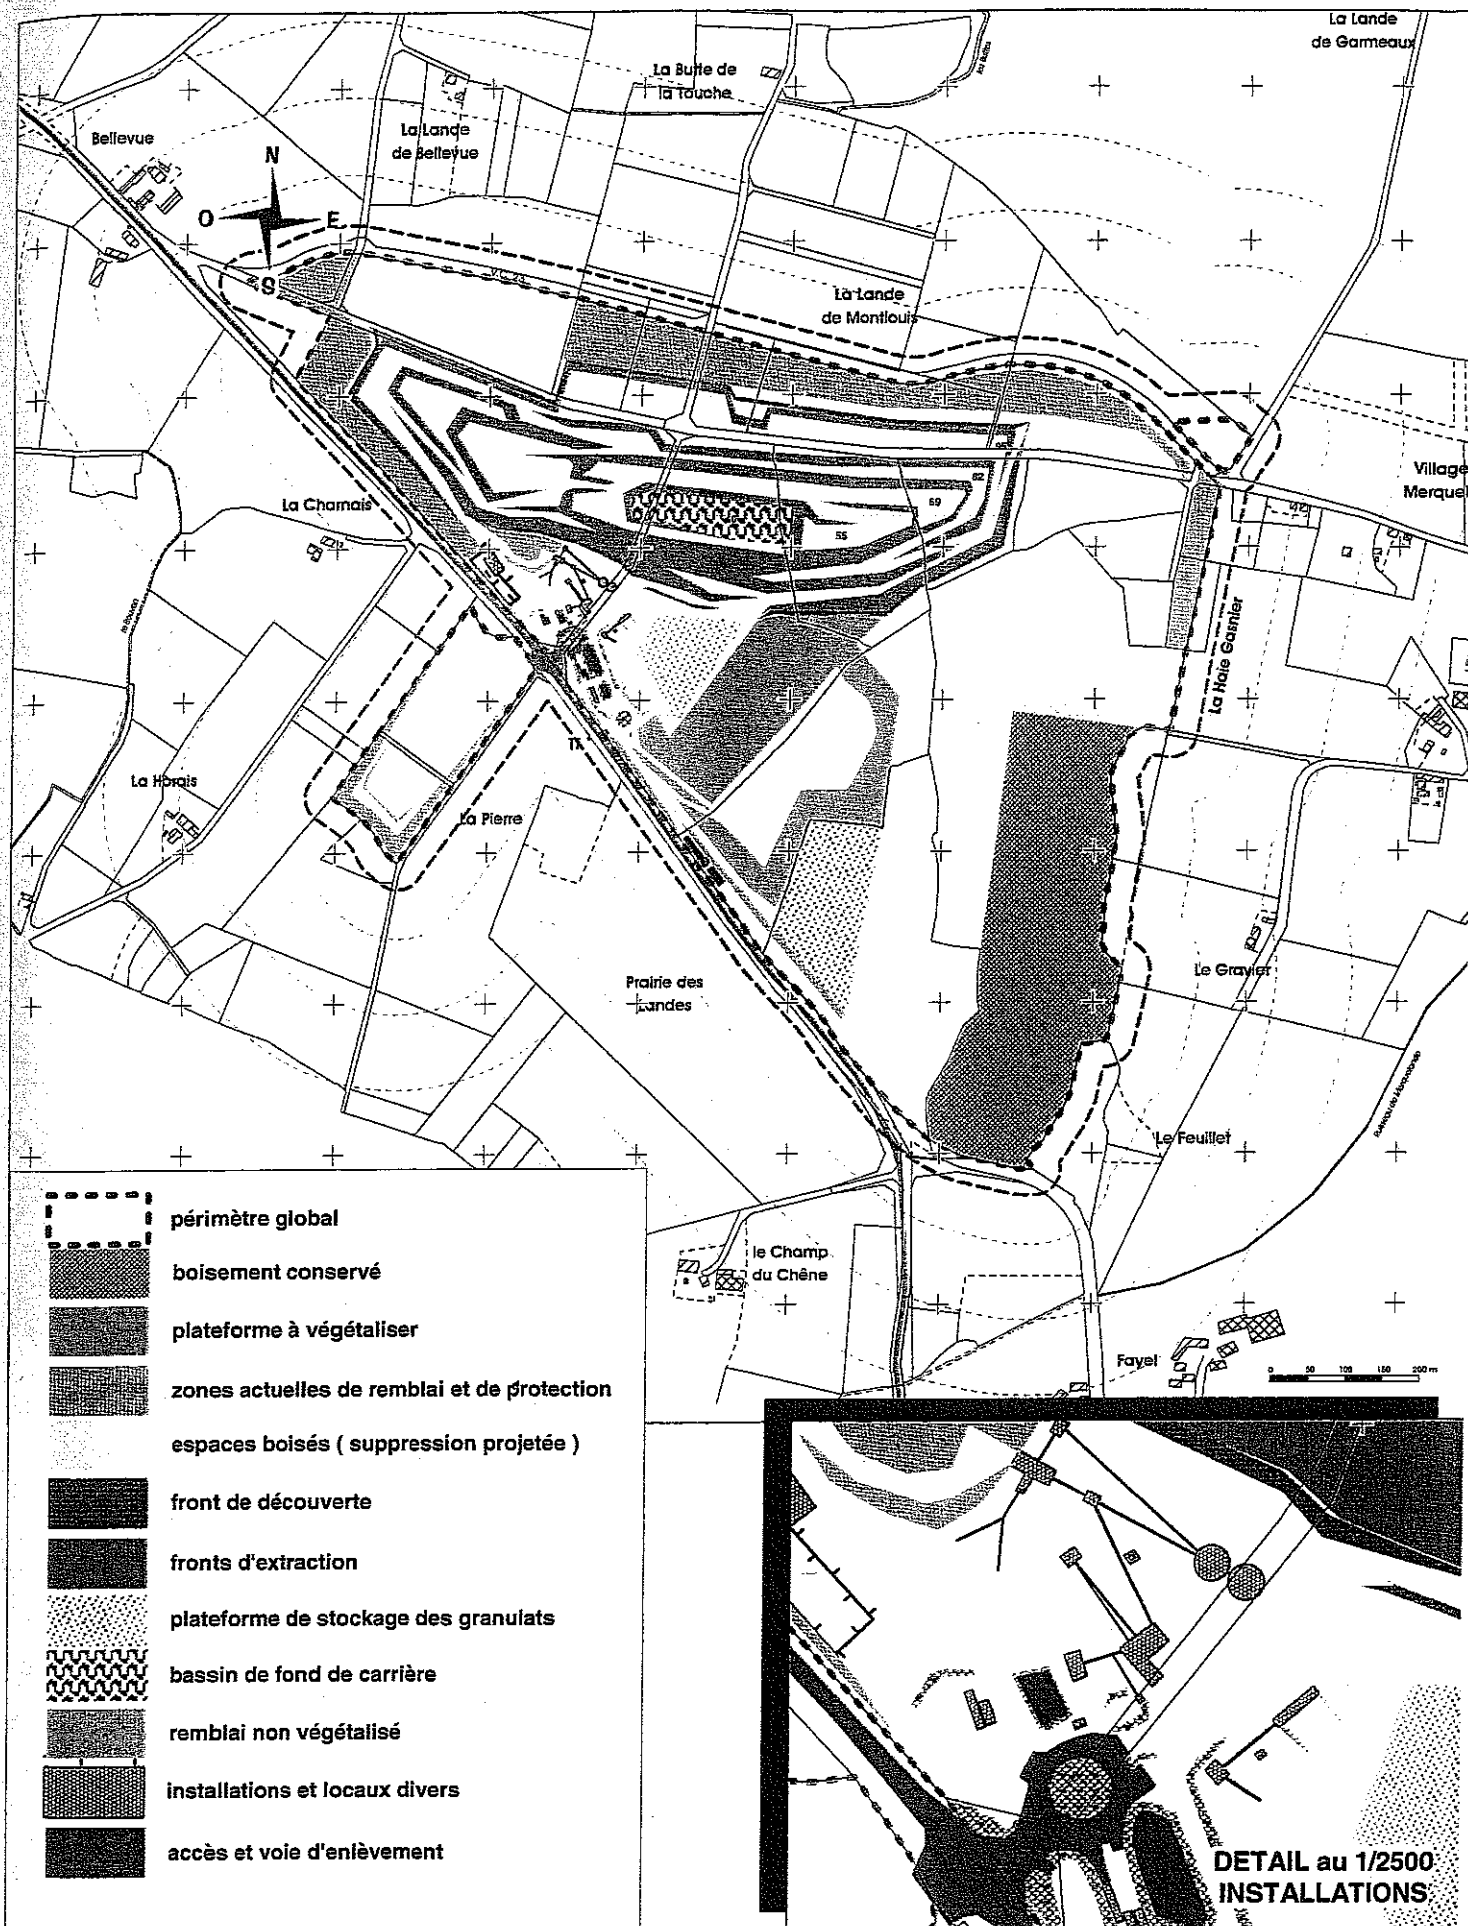 La Lande
de Garmeaux
La Butte de
la Touche
Bellevue
La Lande
de Bellevue
N
O
E
S
V.C. 23
La Lande
de Montlouis
Village
Merquel
La Charnais
59
55
La Haie Gasnier
La Horais
La Pierre
Prairie des
Landes
Le Gravier
Le Feuillet
le Champ
du Chêne
Fayel
0 50 100 150 200 m
périmètre global
boisement conservé
plateforme à végétaliser
zones actuelles de remblai et de protection
espaces boisés ( suppression projetée )
front de découverte
fronts d'extraction
plateforme de stockage des granulats
bassin de fond de carrière
remblai non végétalisé
installations et locaux divers
accès et voie d'enlèvement
DETAIL au 1/2500
INSTALLATIONS